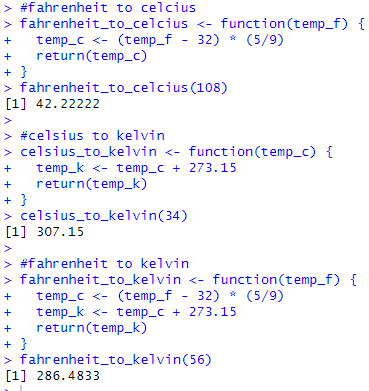 > #fahrenheit to celcius
> fahrenheit_to_celcius <- function(temp_f) {
+   temp_c <- (temp_f - 32) * (5/9)
+   return(temp_c)
+ }
> fahrenheit_to_celcius(108)
[1] 42.22222
>
> #celsius to kelvin
> celsius_to_kelvin <- function(temp_c) {
+   temp_k <- temp_c + 273.15
+   return(temp_k)
+ }
> celsius_to_kelvin(34)
[1] 307.15
>
> #fahrenheit to kelvin
> fahrenheit_to_kelvin <- function(temp_f) {
+   temp_c <- (temp_f - 32) * (5/9)
+   temp_k <- temp_c + 273.15
+   return(temp_k)
+ }
> fahrenheit_to_kelvin(56)
[1] 286.4833
>